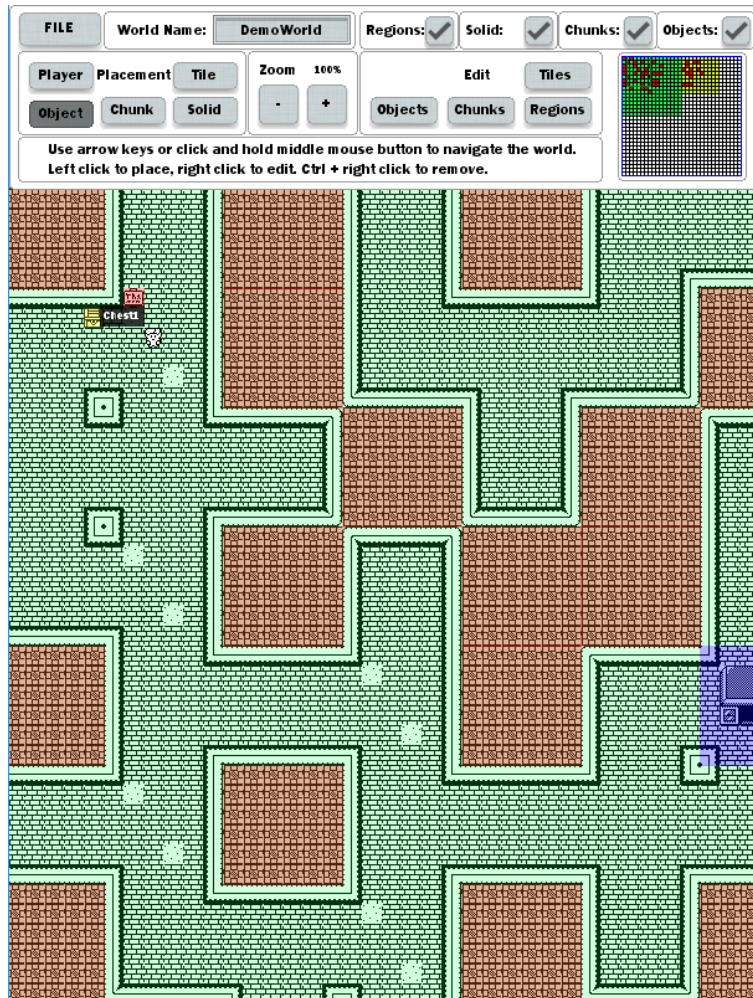 FILE World Name: DemoWorld Regions: Solid: Chunks: Objects:
Player Placement Tile Zoom 100% Edit Tiles
Object Chunk Solid - + Objects Chunks Regions
Use arrow keys or click and hold middle mouse button to navigate the world.
Left click to place, right click to edit. Ctrl + right click to remove.
Chest1